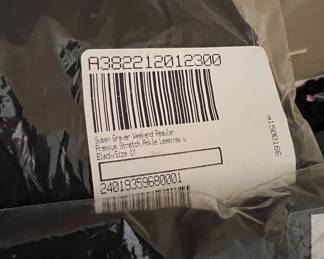 A382212012300
Susan Graver Weekend Regular
Premium Stretch Ankle Leggings w
Black/Size 1X
24019359680001